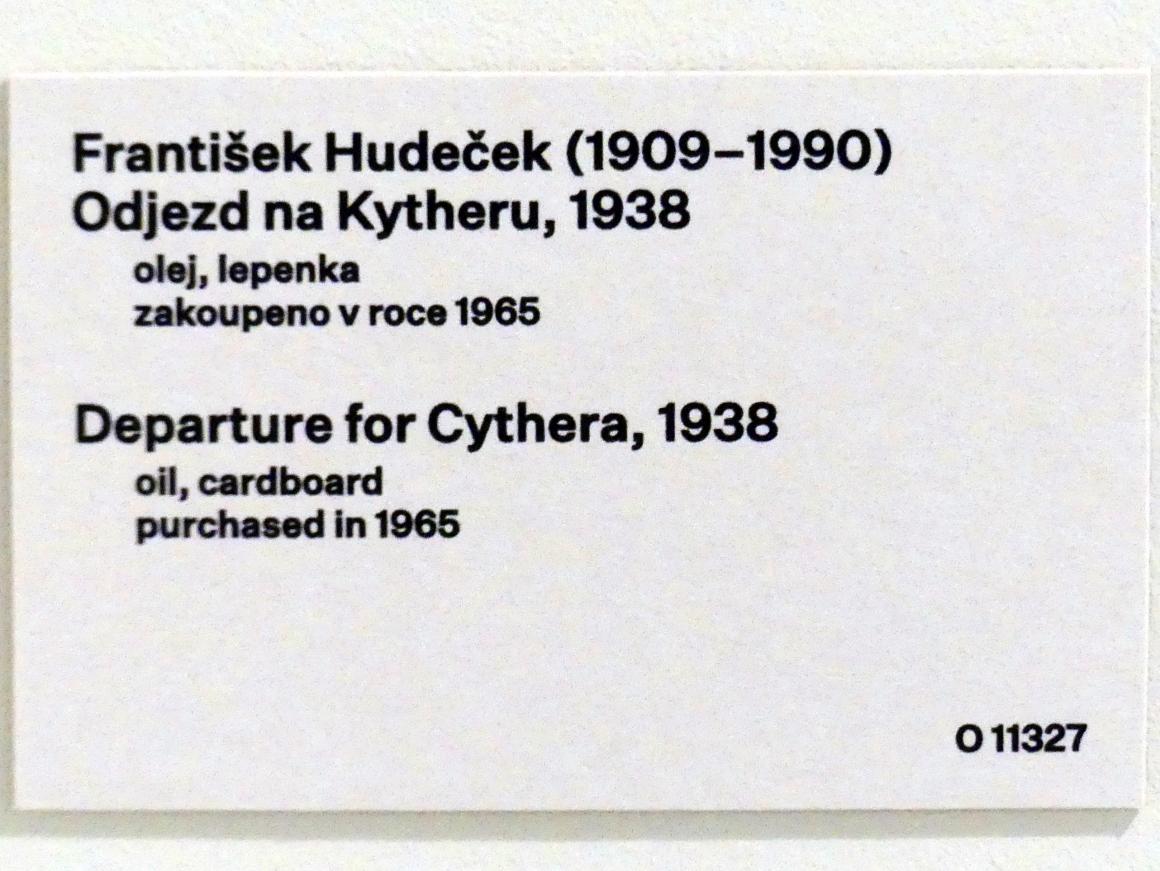 František Hudeček (1909–1990)
Odjezd na Kytheru, 1938
olej, lepenka
zakoupeno v roce 1965
Departure for Cythera, 1938
oil, cardboard
purchased in 1965
O 11327